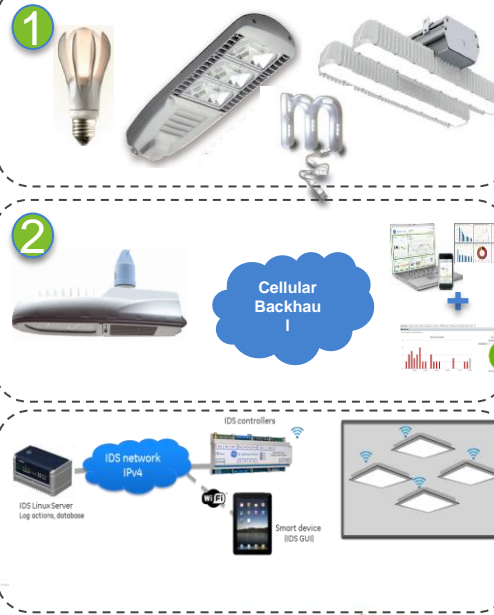 1
m
2
Cellular
Backhau
l
IDS controllers
IDS network
IPv4
IDS Linux Server
Log actions, database
WiFi
Smart device
(IDS GUI)